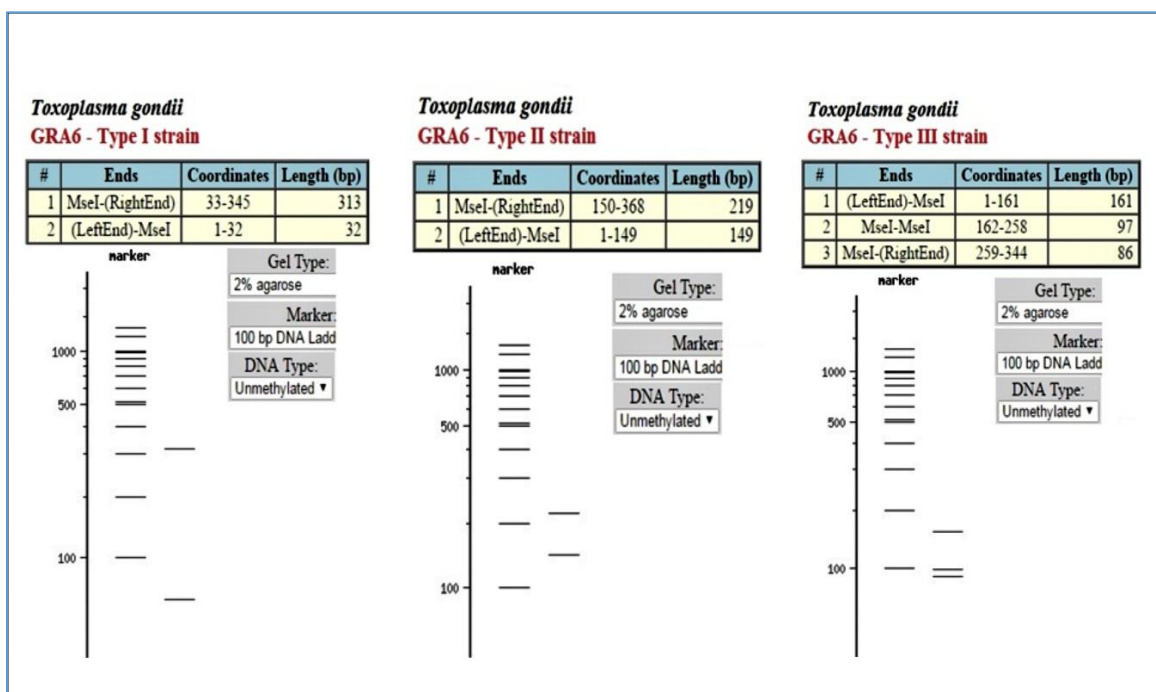 Toxoplasma gondii
GRA6 - Type I strain
# Ends Coordinates Length (bp)
1 MseI-(RightEnd) 33-345 313
2 (LeftEnd)-MseI 1-32 32
marker
Gel Type:
2% agarose
Marker:
100 bp DNA Ladd
DNA Type:
Unmethylated
1000
500
100
Toxoplasma gondii
GRA6 - Type II strain
# Ends Coordinates Length (bp)
1 MseI-(RightEnd) 150-368 219
2 (LeftEnd)-MseI 1-149 149
marker
Gel Type:
2% agarose
Marker:
100 bp DNA Ladd
DNA Type:
Unmethylated
1000
500
100
Toxoplasma gondii
GRA6 - Type III strain
# Ends Coordinates Length (bp)
1 (LeftEnd)-MseI 1-161 161
2 MseI-MseI 162-258 97
3 MseI-(RightEnd) 259-344 86
marker
Gel Type:
2% agarose
Marker:
100 bp DNA Ladd
DNA Type:
Unmethylated
1000
500
100